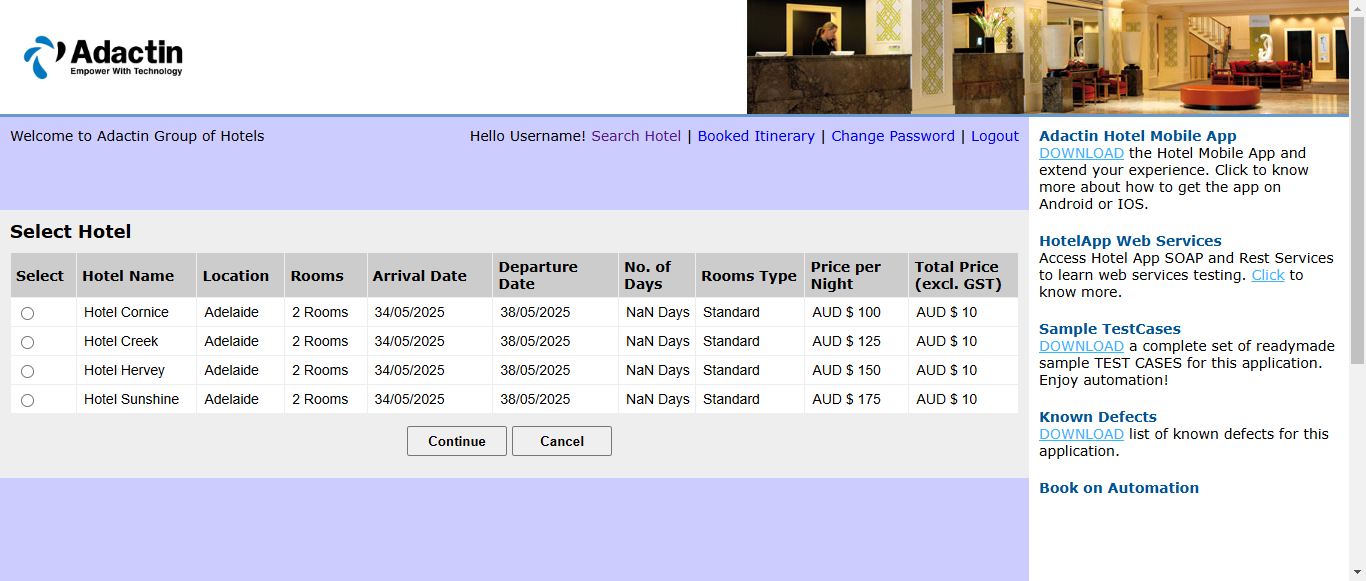 Adactin
Empower With Technology
Welcome to Adactin Group of Hotels
Hello Username! Search Hotel | Booked Itinerary | Change Password | Logout
Select Hotel
Select Hotel Name Location Rooms Arrival Date Departure Date No. of Days Rooms Type Price per Night Total Price (excl. GST)
Hotel Cornice Adelaide 2 Rooms 34/05/2025 38/05/2025 NaN Days Standard AUD $ 100 AUD $ 10
Hotel Creek Adelaide 2 Rooms 34/05/2025 38/05/2025 NaN Days Standard AUD $ 125 AUD $ 10
Hotel Hervey Adelaide 2 Rooms 34/05/2025 38/05/2025 NaN Days Standard AUD $ 150 AUD $ 10
Hotel Sunshine Adelaide 2 Rooms 34/05/2025 38/05/2025 NaN Days Standard AUD $ 175 AUD $ 10
Continue Cancel
Adactin Hotel Mobile App
DOWNLOAD the Hotel Mobile App and
extend your experience. Click to know
more about how to get the app on
Android or IOS.
HotelApp Web Services
Access Hotel App SOAP and Rest Services
to learn web services testing. Click to
know more.
Sample TestCases
DOWNLOAD a complete set of readymade
sample TEST CASES for this application.
Enjoy automation!
Known Defects
DOWNLOAD list of known defects for this
application.
Book on Automation